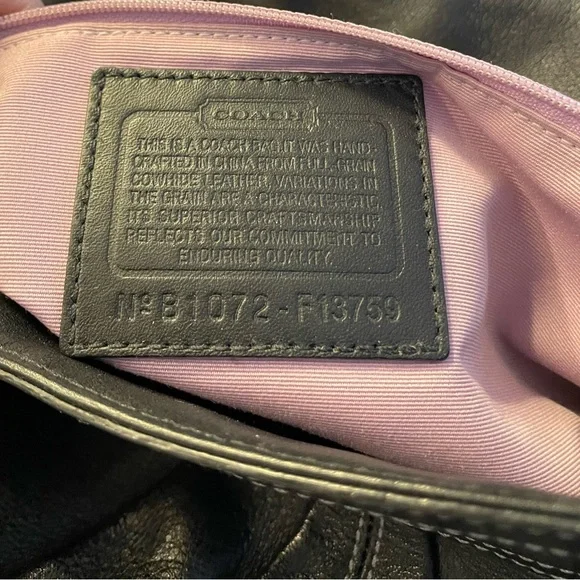 COACH
THIS IS A COACH BAG.IT WAS HAND-
CRAFTED IN CHINA FROM FULL GRAIN
COWHIDE LEATHER, VARIATIONS IN
THE GRAIN ARE A CHARACTERISTIC.
ITS SUPERIOR CRAFTSMANSHIP
REFLECTS OUR COMMITMENT TO
ENDURING QUALITY.
Nº B1072-F13759